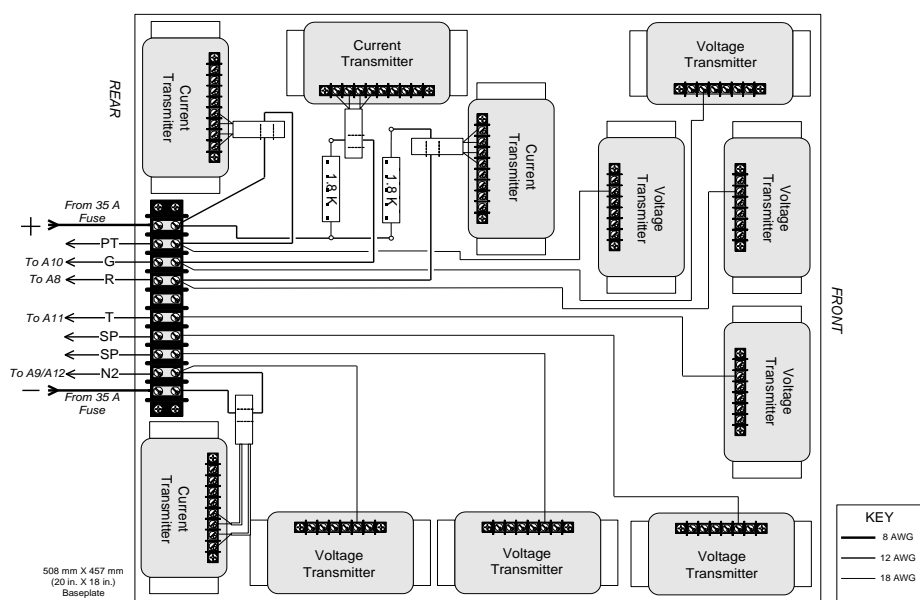 REAR
Current
Transmitter
Current
Transmitter
Voltage
Transmitter
Current
Transmitter
1.8 K
1.8 K
Voltage
Transmitter
Voltage
Transmitter
From 35 A
Fuse
+
PT
To A10
G
To A8
R
To A11
T
SP
SP
To A9/A12
N2
−
From 35 A
Fuse
FRONT
Voltage
Transmitter
Current
Transmitter
Voltage
Transmitter
Voltage
Transmitter
Voltage
Transmitter
508 mm X 457 mm
(20 in. X 18 in.)
Baseplate
KEY
8 AWG
12 AWG
18 AWG